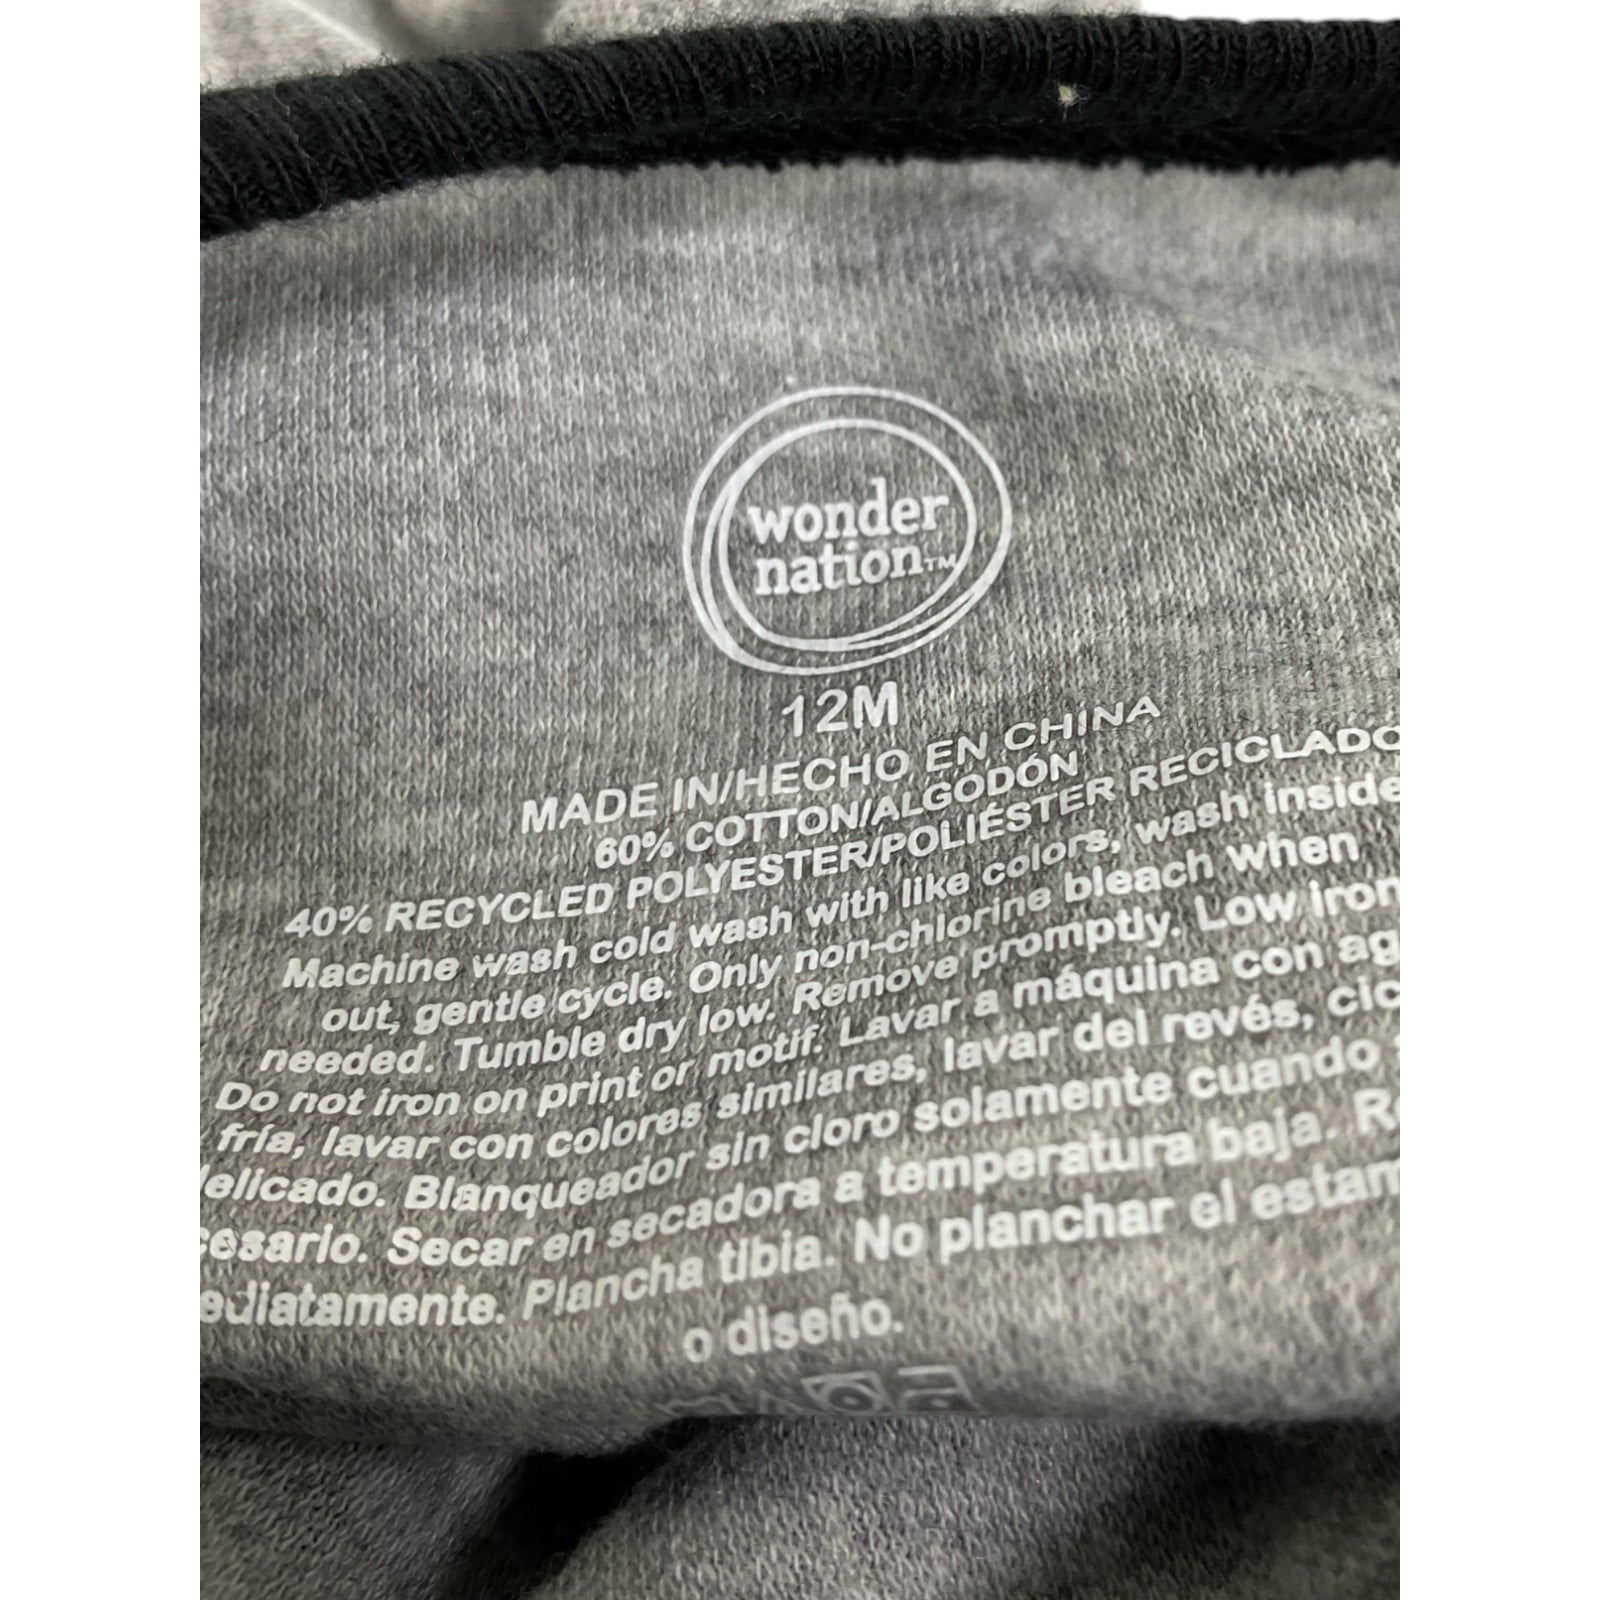 wonder
nation™
12M
MADE IN/HECHO EN CHINA
60% COTTON/ALGODÓN
40% RECYCLED POLYESTER/POLIÉSTER RECICLADO
Machine wash cold wash with like colors, wash inside
out, gentle cycle. Only non-chlorine bleach when
needed. Tumble dry low. Remove promptly. Low iron
Do not iron on print or motif. Lavar a máquina con ag
fría, lavar con colores similares, lavar del revés, cic
delicado. Blanqueador sin cloro solamente cuando
cesario. Secar en secadora a temperatura baja. Re
ediatamente. Plancha tibia. No planchar el estam
o diseño.